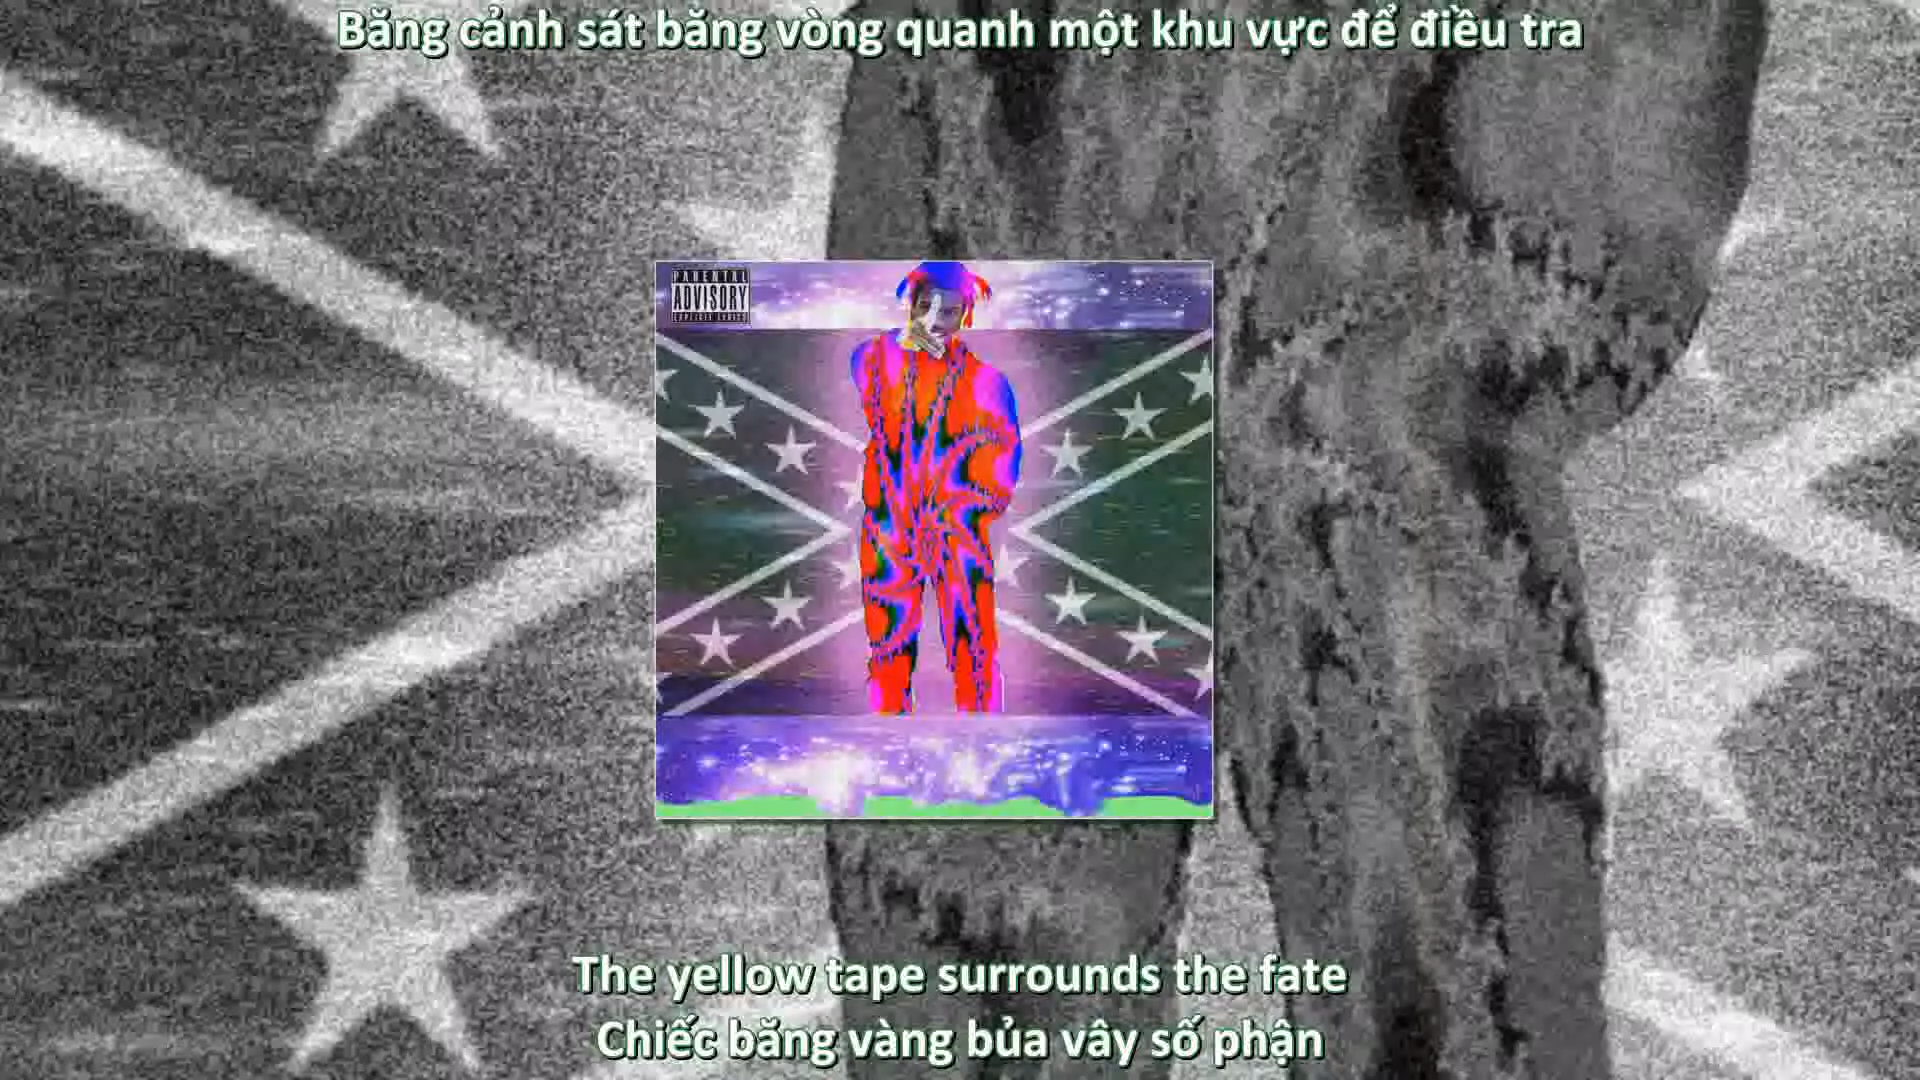 Băng cảnh sát băng vòng quanh một khu vực để điều tra
PARENTAL
ADVISORY
EXPLICIT LYRICS
The yellow tape surrounds the fate
Chiếc băng vàng bủa vây số phận